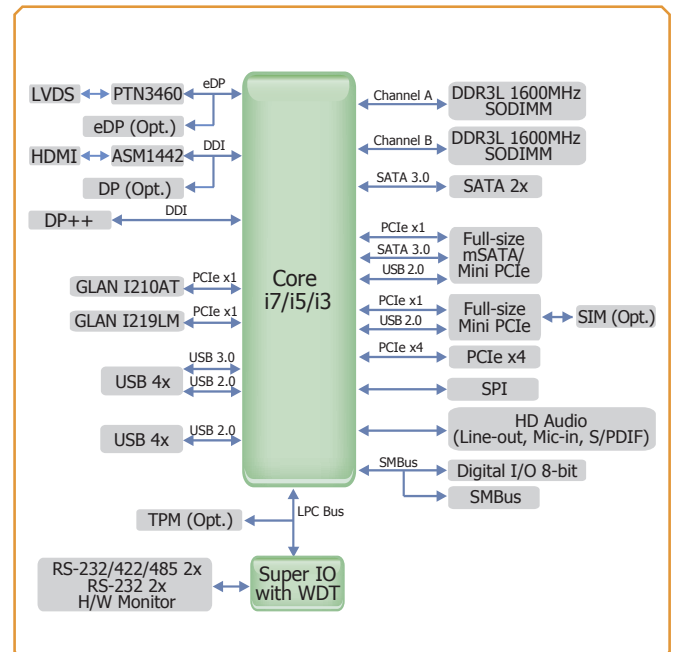 LVDS
PTN3460
eDP
eDP (Opt.)
HDMI
ASM1442
DDI
DP (Opt.)
DP++
DDI
GLAN I210AT
PCIe x1
GLAN I219LM
PCIe x1
USB 4x
USB 3.0
USB 2.0
USB 4x
USB 2.0
Core
i7/i5/i3
Channel A
DDR3L 1600MHz
SODIMM
Channel B
DDR3L 1600MHz
SODIMM
SATA 3.0
SATA 2x
PCIe x1
SATA 3.0
USB 2.0
Full-size
mSATA/
Mini PCIe
PCIe x1
USB 2.0
Full-size
Mini PCIe
SIM (Opt.)
PCIe x4
PCIe x4
SPI
HD Audio
(Line-out, Mic-in, S/PDIF)
SMBus
Digital I/O 8-bit
SMBus
LPC Bus
TPM (Opt.)
RS-232/422/485 2x
RS-232 2x
H/W Monitor
Super IO
with WDT